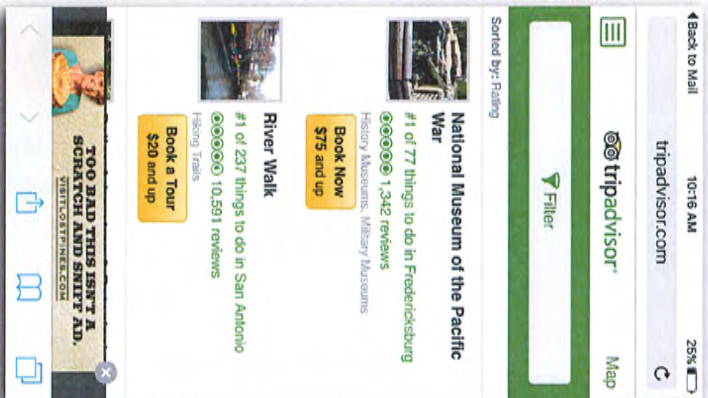 Back to Mail 10:16 AM 25%
tripadvisor.com
tripadvisor® Map
Filter
Sorted by: Rating
National Museum of the Pacific
War
#1 of 77 things to do in Fredericksburg
1,342 reviews
History Museums, Military Museums
Book Now
$75 and up
River Walk
#1 of 237 things to do in San Antonio
10,591 reviews
Hiking Trails
Book a Tour
$20 and up
TOO BAD THIS ISN'T A
SCRATCH AND SNIFF AD.
VISITLOSTPINES.COM